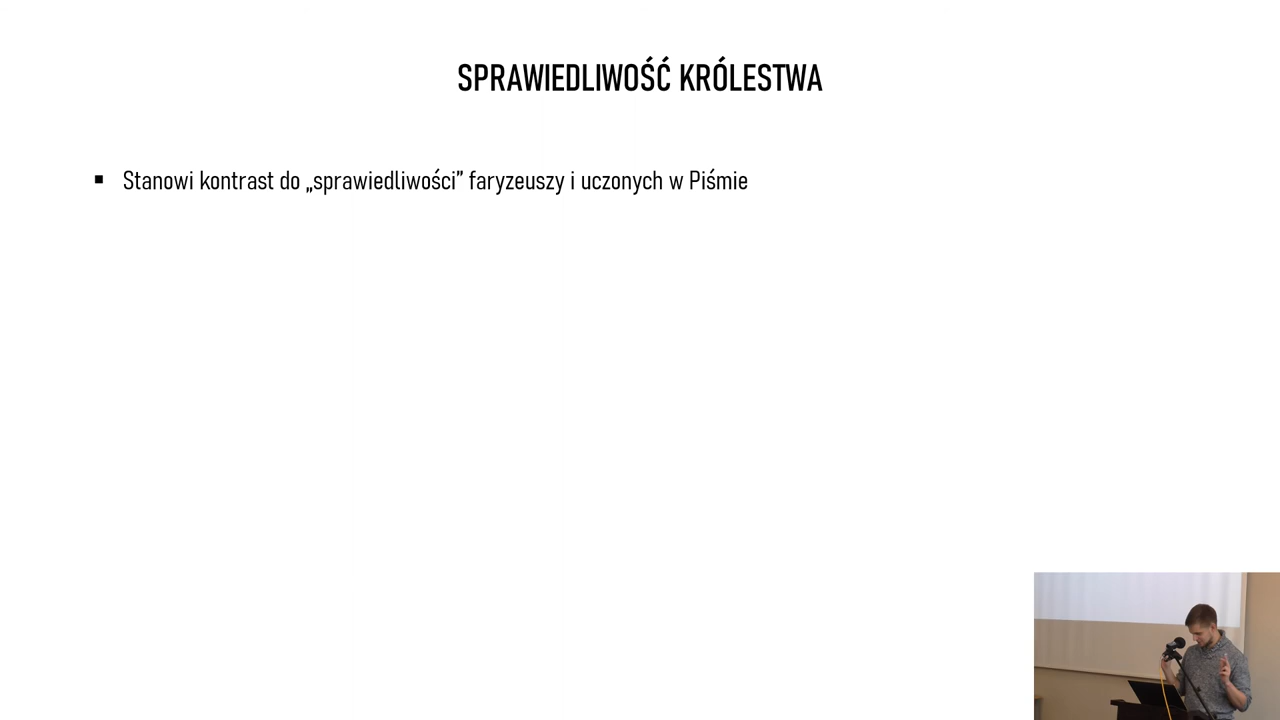 SPRAWIEDLIWOŚĆ KRÓLESTWA
▪ Stanowi kontrast do „sprawiedliwości” faryzeuszy i uczonych w Piśmie